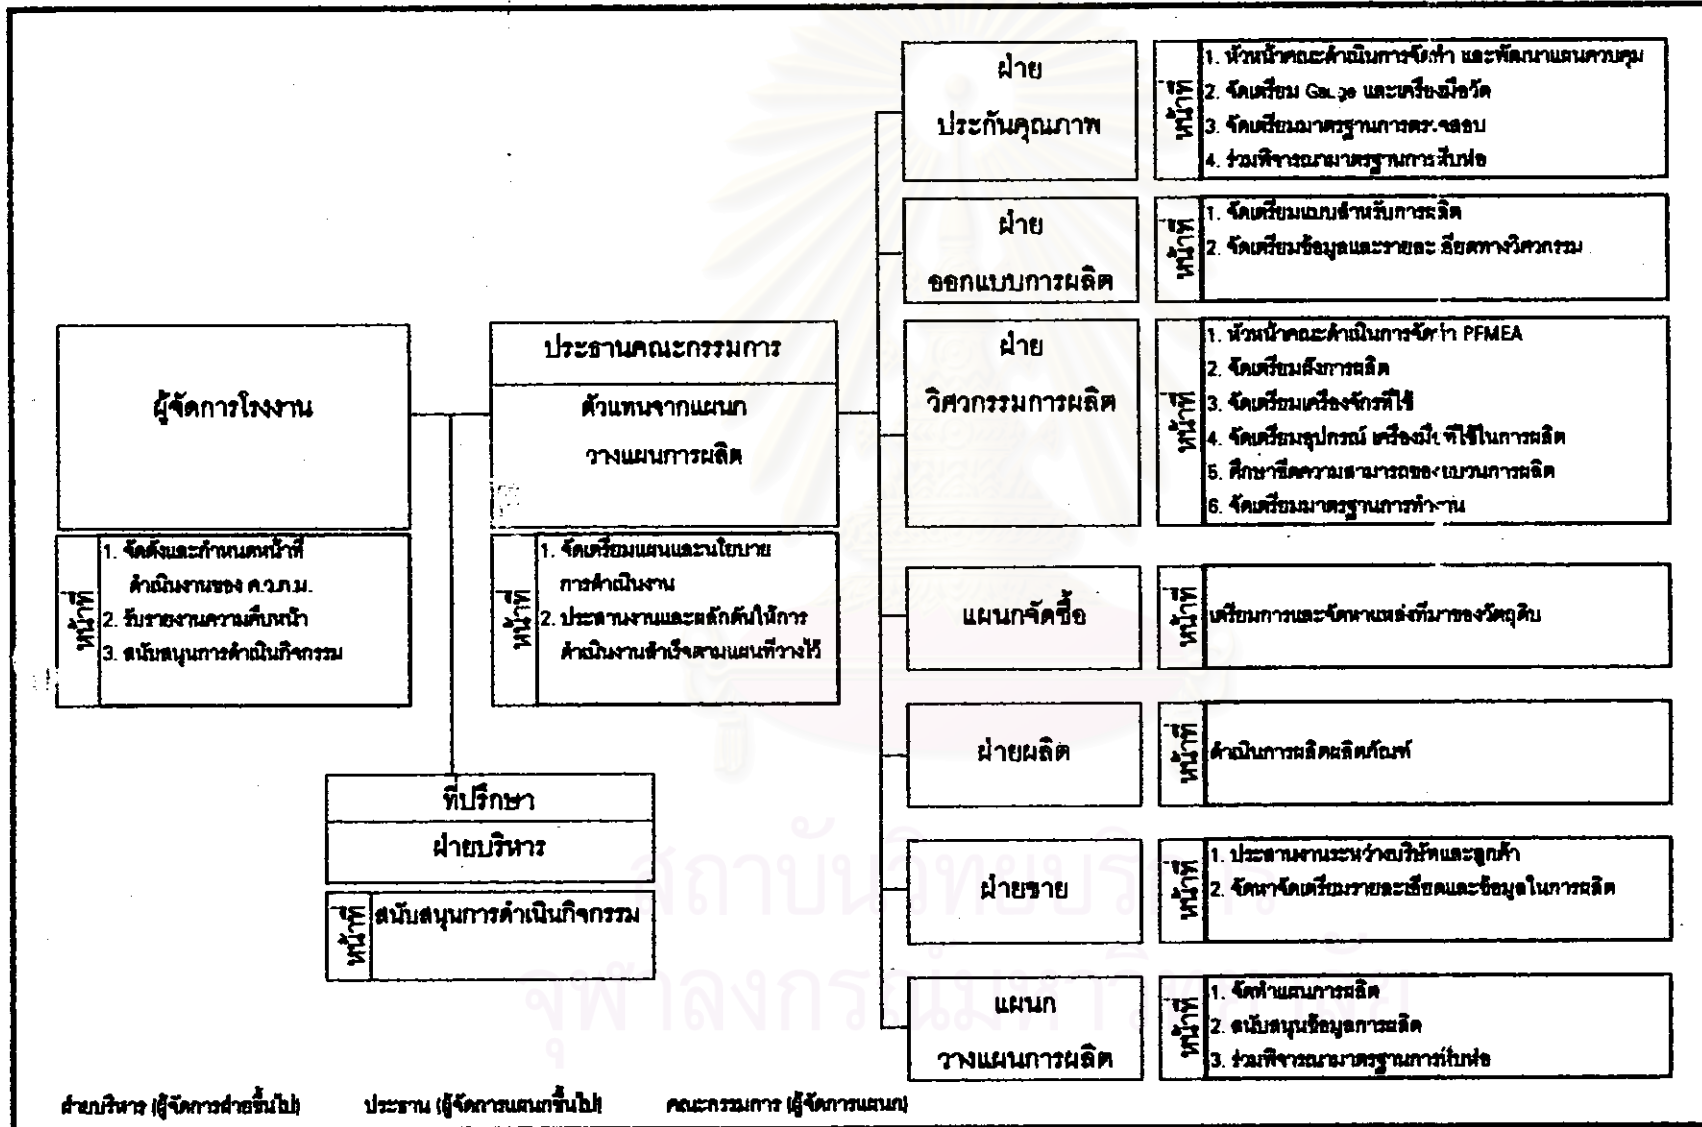 ผู้จัดการโรงงาน
หน้าที่
1. จัดตั้งและกำหนดหน้าที่
ดำเนินงานของ ค.ว.ภ.ม.
2. รับรายงานความคืบหน้า
3. สนับสนุนการดำเนินกิจกรรม
ประธานคณะกรรมการ
ตัวแทนจากแผนก
วางแผนการผลิต
หน้าที่
1. จัดเตรียมแผนและนโยบาย
การดำเนินงาน
2. ประสานงานและผลักดันให้การ
ดำเนินงานสำเร็จตามแผนที่วางไว้
ที่ปรึกษา
ฝ่ายบริหาร
หน้าที่
สนับสนุนการดำเนินกิจกรรม
ฝ่าย
ประกันคุณภาพ
หน้าที่
1. หัวหน้าคณะดำเนินการจัดทำ และพัฒนาแผนควบคุม
2. จัดเตรียม Gauge และเครื่องมือวัด
3. จัดเตรียมมาตรฐานการตรวจสอบ
4. ร่วมพิจารณามาตรฐานการหีบห่อ
ฝ่าย
ออกแบบการผลิต
หน้าที่
1. จัดเตรียมแบบสำหรับการผลิต
2. จัดเตรียมข้อมูลและรายละเอียดทางวิศวกรรม
ฝ่าย
วิศวกรรมการผลิต
หน้าที่
1. หัวหน้าคณะดำเนินการจัดทำ PFMEA
2. จัดเตรียมผังการผลิต
3. จัดเตรียมเครื่องจักรที่ใช้
4. จัดเตรียมอุปกรณ์ เครื่องมือ ที่ใช้ในการผลิต
5. ศึกษาขีดความสามารถของขบวนการผลิต
6. จัดเตรียมมาตรฐานการทำงาน
แผนกจัดซื้อ
หน้าที่
เตรียมการและจัดหาแหล่งที่มาของวัตถุดิบ
ฝ่ายผลิต
หน้าที่
ดำเนินการผลิตผลิตภัณฑ์
ฝ่ายขาย
หน้าที่
1. ประสานงานระหว่างบริษัทและลูกค้า
2. จัดหาจัดเตรียมรายละเอียดและข้อมูลในการผลิต
แผนก
วางแผนการผลิต
หน้าที่
1. จัดทำแผนการผลิต
2. สนับสนุนข้อมูลการผลิต
3. ร่วมพิจารณามาตรฐานการหีบห่อ
ฝ่ายบริหาร (ผู้จัดการฝ่ายขึ้นไป) ประธาน (ผู้จัดการแผนกขึ้นไป) คณะกรรมการ (ผู้จัดการแผนก)
สถาบันวิทยบริการ
จุฬาลงกรณ์มหาวิทยาลัย